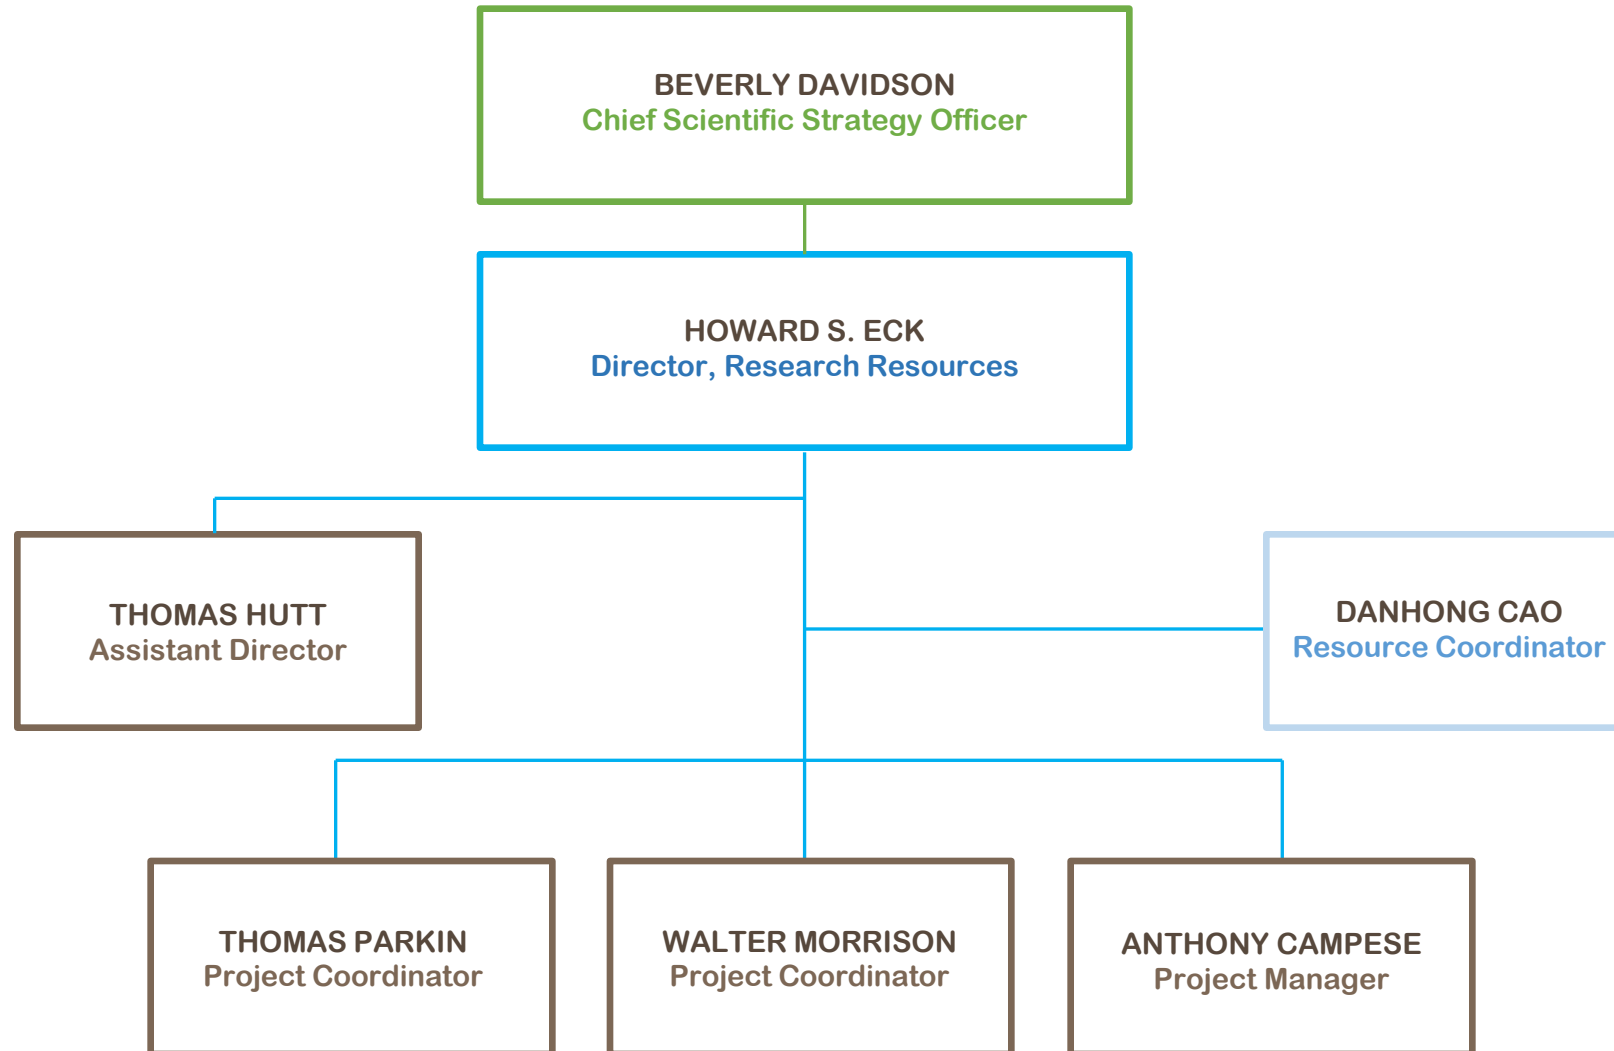 BEVERLY DAVIDSON
Chief Scientific Strategy Officer
HOWARD S. ECK
Director, Research Resources
THOMAS HUTT
Assistant Director
DANHONG CAO
Resource Coordinator
THOMAS PARKIN
Project Coordinator
WALTER MORRISON
Project Coordinator
ANTHONY CAMPESE
Project Manager